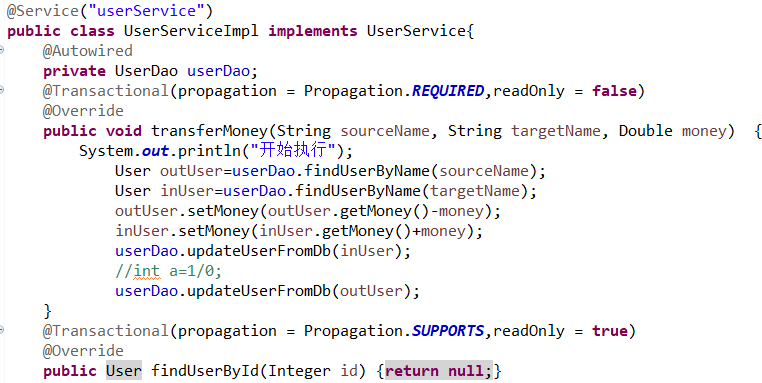 @Service("userService")
public class UserServiceImpl implements UserService{
@Autowired
private UserDao userDao;
@Transactional(propagation = Propagation.REQUIRED,readOnly = false)
@Override
public void transferMoney(String sourceName, String targetName, Double money)  {
System.out.println("开始执行");
User outUser=userDao.findUserByName(sourceName);
User inUser=userDao.findUserByName(targetName);
outUser.setMoney(outUser.getMoney()-money);
inUser.setMoney(inUser.getMoney()+money);
userDao.updateUserFromDb(inUser);
//int a=1/0;
userDao.updateUserFromDb(outUser);
}
@Transactional(propagation = Propagation.SUPPORTS,readOnly = true)
@Override
public User findUserById(Integer id) {return null;}